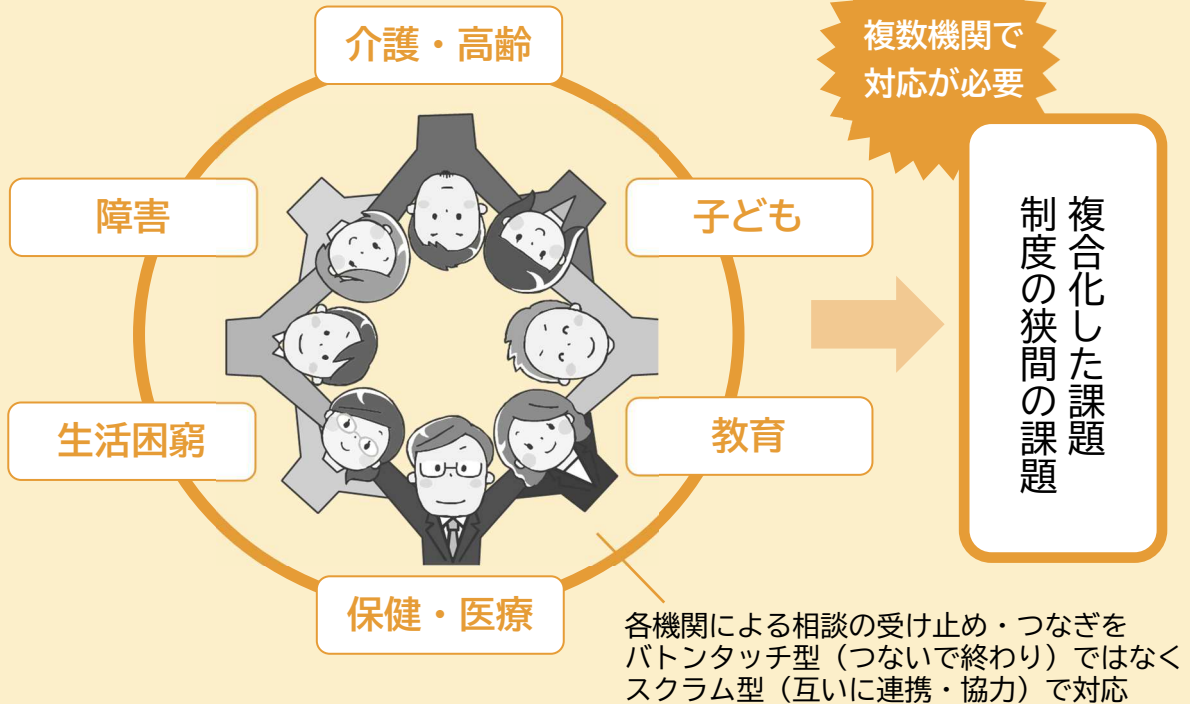 介護・高齢
複数機関で
対応が必要
障害
子ども
複合化した課題
制度の狭間の課題
生活困窮
教育
保健・医療
各機関による相談の受け止め・つなぎを
バトンタッチ型（つないで終わり）ではなく
スクラム型（互いに連携・協力）で対応